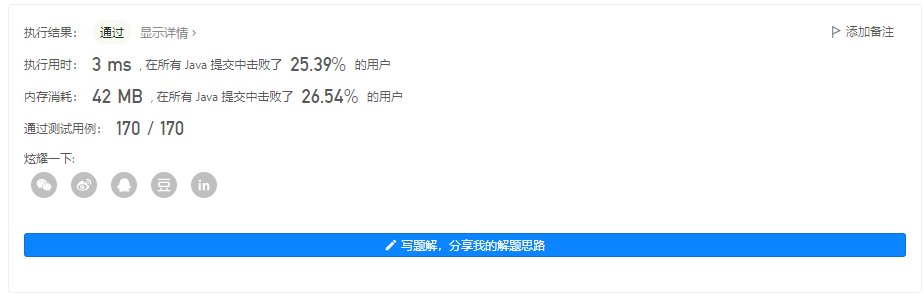 执行结果： 通过 显示详情 › 添加备注
执行用时： 3 ms , 在所有 Java 提交中击败了 25.39% 的用户
内存消耗： 42 MB , 在所有 Java 提交中击败了 26.54% 的用户
通过测试用例： 170 / 170
炫耀一下:
豆 in
写题解，分享我的解题思路